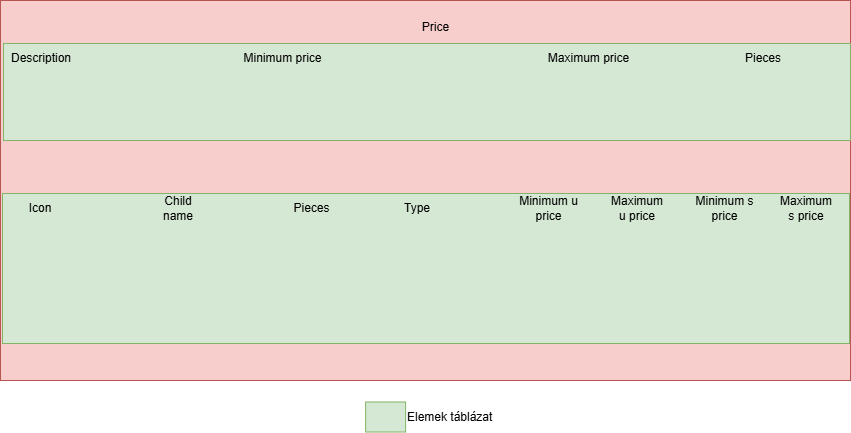 Price
Description Minimum price Maximum price Pieces
Icon Child name Pieces Type Minimum u price Maximum u price Minimum s price Maximum s price
Elemek táblázat